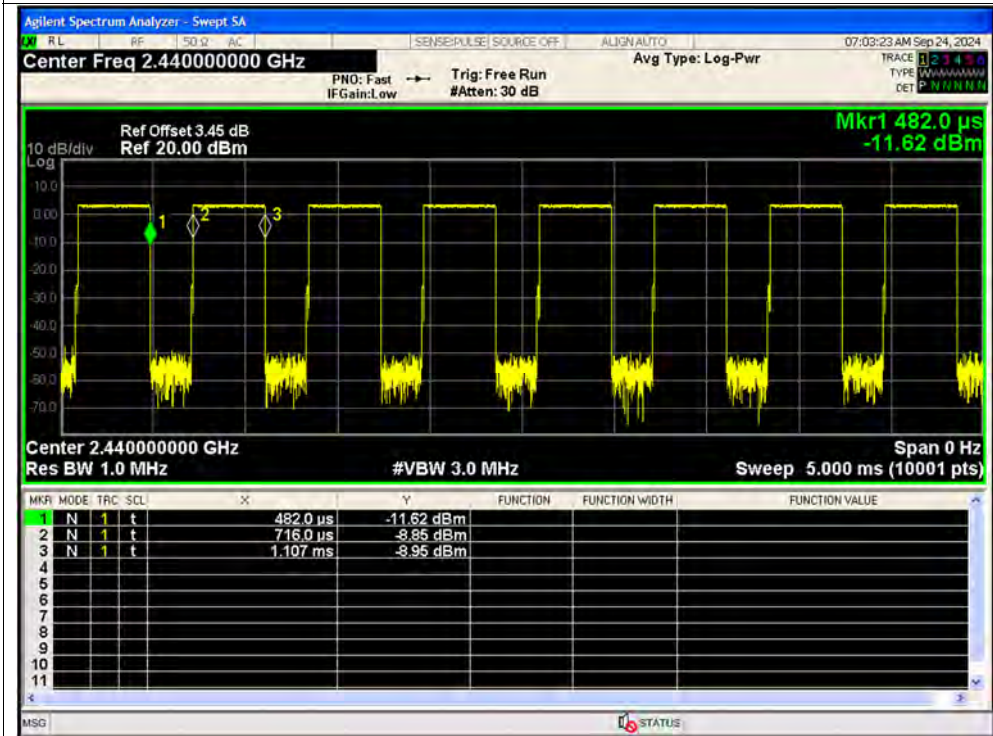 Agilent Spectrum Analyzer - Swept SA
RL RF 50 Ω AC SENSE:PULSE SOURCE OFF ALIGN AUTO 07:03:23 AM Sep 24, 2024
Center Freq 2.440000000 GHz
PNO: Fast
IFGain:Low
Trig: Free Run
#Atten: 30 dB
Avg Type: Log-Pwr
TRACE 1 2 3 4 5 6
TYPE WWWWWWW
DET P N N N N N
Mkr1 482.0 µs
-11.62 dBm
Ref Offset 3.45 dB
10 dB/div Ref 20.00 dBm
Log
10.0
0.00
-10.0
-20.0
-30.0
-40.0
-50.0
-60.0
-70.0
1
2
3
Center 2.440000000 GHz Span 0 Hz
Res BW 1.0 MHz #VBW 3.0 MHz Sweep 5.000 ms (10001 pts)
MKR MODE TRC SCL X Y FUNCTION FUNCTION WIDTH FUNCTION VALUE
1 N 1 t 482.0 µs -11.62 dBm
2 N 1 t 716.0 µs -8.85 dBm
3 N 1 t 1.107 ms -8.95 dBm
4
5
6
7
8
9
10
11
MSG STATUS